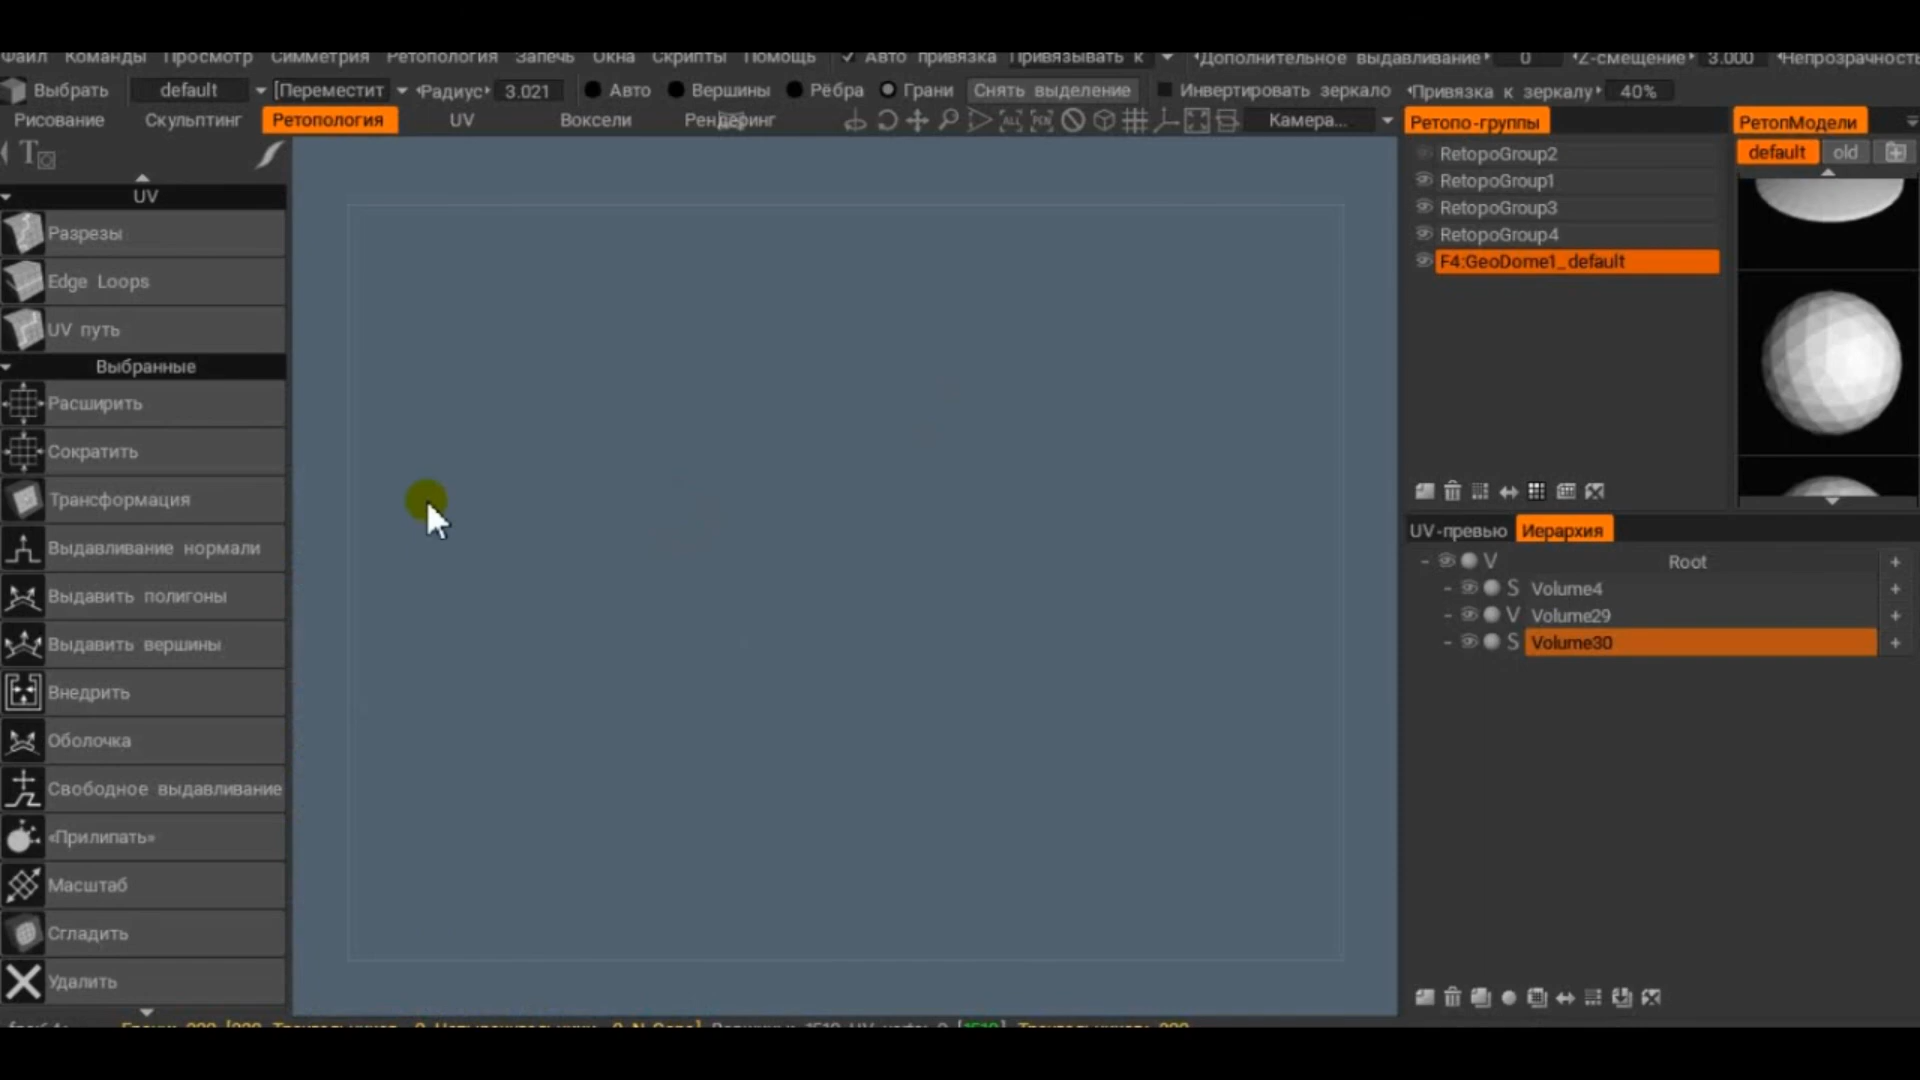 Файл Команды Просмотр Симметрия Ретопология Запечь Окна Скрипты Помощь Авто привязка Привязывать к Дополнительное выдавливание 0 Z-смещение 3.000 Непрозрачность
Выбрать default [Переместит Радиус 3.021 Авто Вершины Рёбра Грани Снять выделение Инвертировать зеркало Привязка к зеркалу 40%
Рисование Скульптинг Ретопология UV Воксели Рендеринг Камера... Ретопо-группы РетопМодели
default old
RetopoGroup2
RetopoGroup1
RetopoGroup3
RetopoGroup4
F4:GeoDome1_default
UV
Разрезы
Edge Loops
UV путь
Выбранные
Расширить
Сократить
Трансформация
Выдавливание нормали
Выдавить полигоны
Выдавить вершины
Внедрить
Оболочка
Свободное выдавливание
«Прилипать»
Масштаб
Сгладить
Удалить
UV-превью Иерархия
V Root +
S Volume4 +
V Volume29 +
S Volume30 +